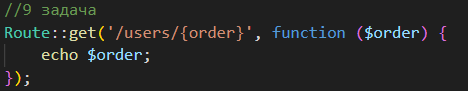 //9 задача
Route::get('/users/{order}', function ($order) {
    echo $order;
});